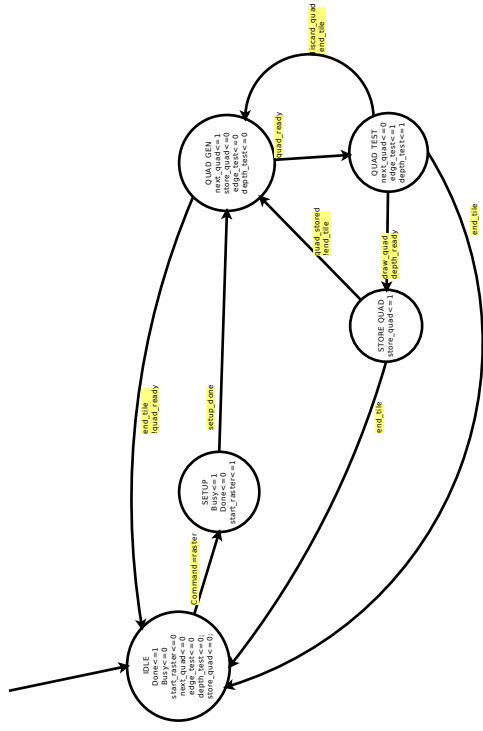 IDLE
Done<=1
Busy<=0
start_raster<=0
next_quad<=0
edge_test<=0
depth_test<=0;
store_quad<=0;
Command=raster
SETUP
Busy<=1
Done<=0
start_raster<=1
setup_done
end_tile
!quad_ready
QUAD GEN
next_quad<=1
store_quad<=0
edge_test<=0
depth_test<=0
quad_ready
discard_quad
!end_tile
QUAD TEST
next_quad<=0
edge_test<=1
depth_test<=1
quad_stored
!end_tile
draw_quad
depth_ready
STORE QUAD
store_quad<=1
end_tile
end_tile